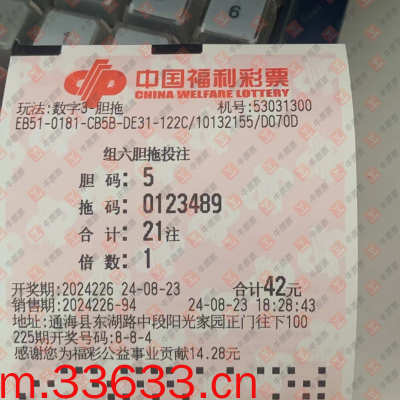 6
中国福利彩票
CHINA WELFARE LOTTERY
玩法:数字3-胆拖 机号:53031300
EB51-0181-CB5B-DE31-122C/10132155/D070D
组六胆拖投注
胆 码: 5
拖 码: 0123489
合 计: 21注
倍 数: 1
开奖期:2024226 24-08-23 合计42元
销售期:2024226-94 24-08-23 18:28:43
地址:通海县东湖路中段阳光家园正门往下100
225期开奖号码:8-8-4
感谢您为福彩公益事业贡献14.28元
m.33633.cn